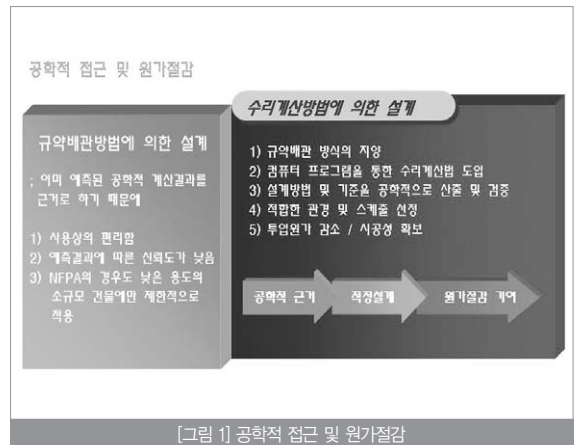 공학적 접근 및 원가절감
규약배관방법에 의한 설계
; 이미 예측된 공학적 계산결과를
근거로 하기 때문에
1) 사용상의 편리함
2) 예측결과에 따른 신뢰도가 낮음
3) NFPA의 경우도 낮은 용도의
소규모 건물에만 제한적으로
적용
수리계산방법에 의한 설계
1) 규약배관 방식의 지양
2) 컴퓨터 프로그램을 통한 수리계산법 도입
3) 설계방법 및 기준을 공학적으로 산출 및 검증
4) 적합한 관경 및 스케줄 선정
5) 투입원가 감소 / 시공성 확보
공학적 근거 적정설계 원가절감 기여
[그림 1] 공학적 접근 및 원가절감